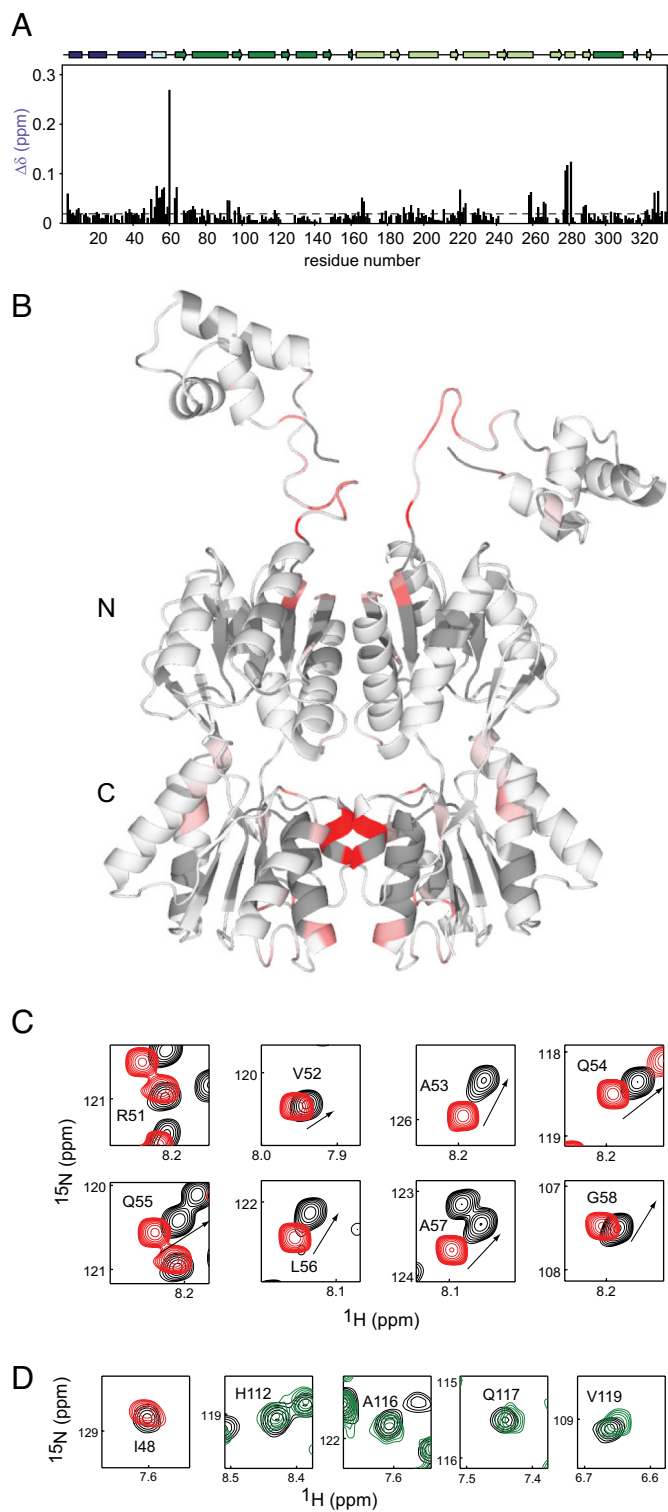 A
0.3
0.2
0.1
0
Δδ (ppm)
20 40 60 80 100 120 140 160 180 200 220 240 260 280 300 320
residue number
B
N
C
C
15N (ppm)
121
R51
8.2
120
V52
8.0 7.9
A53
126
8.2
118
Q54
119
8.2
120
Q55
121
8.2
122
L56
8.1
123
A57
124
8.1
107
G58
108
8.2
1H (ppm)
D
15N (ppm)
129
I48
7.6
H112
119
8.5 8.4
A116
122
7.6
115
Q117
116
7.5 7.4
V119
109
6.7 6.6
1H (ppm)